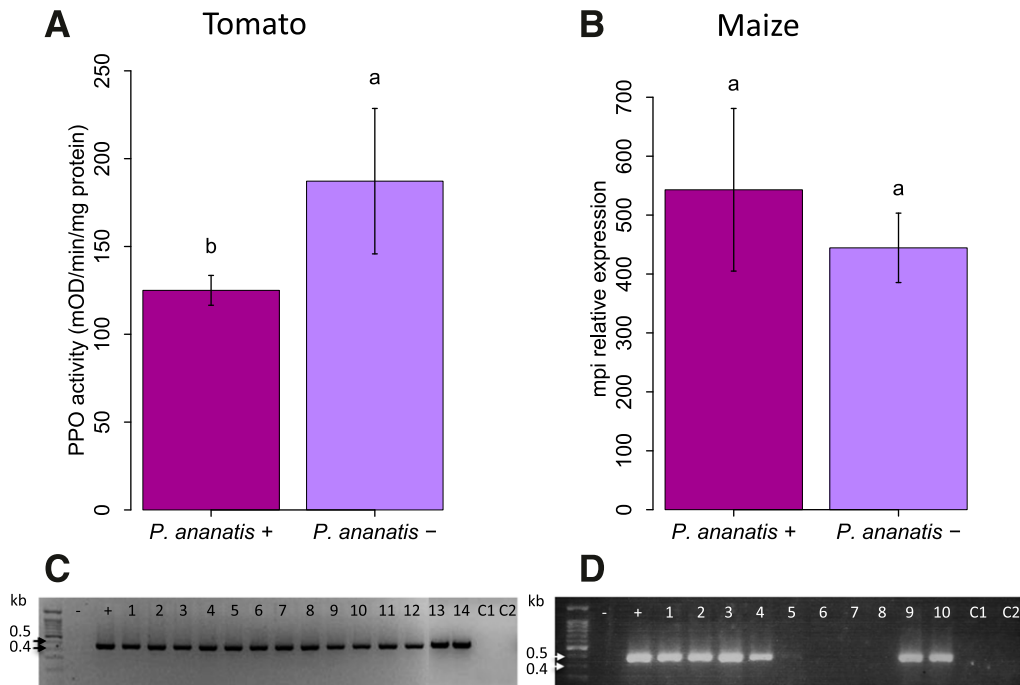 A
Tomato
PPO activity (mOD/min/mg protein)
250
200
150
100
50
0
b
a
P. ananatis +
P. ananatis −
B
Maize
mpi relative expression
700
600
500
400
300
200
100
0
a
a
P. ananatis +
P. ananatis −
C
kb
0.5
0.4
- + 1 2 3 4 5 6 7 8 9 10 11 12 13 14 C1 C2
D
kb
0.5
0.4
- + 1 2 3 4 5 6 7 8 9 10 C1 C2